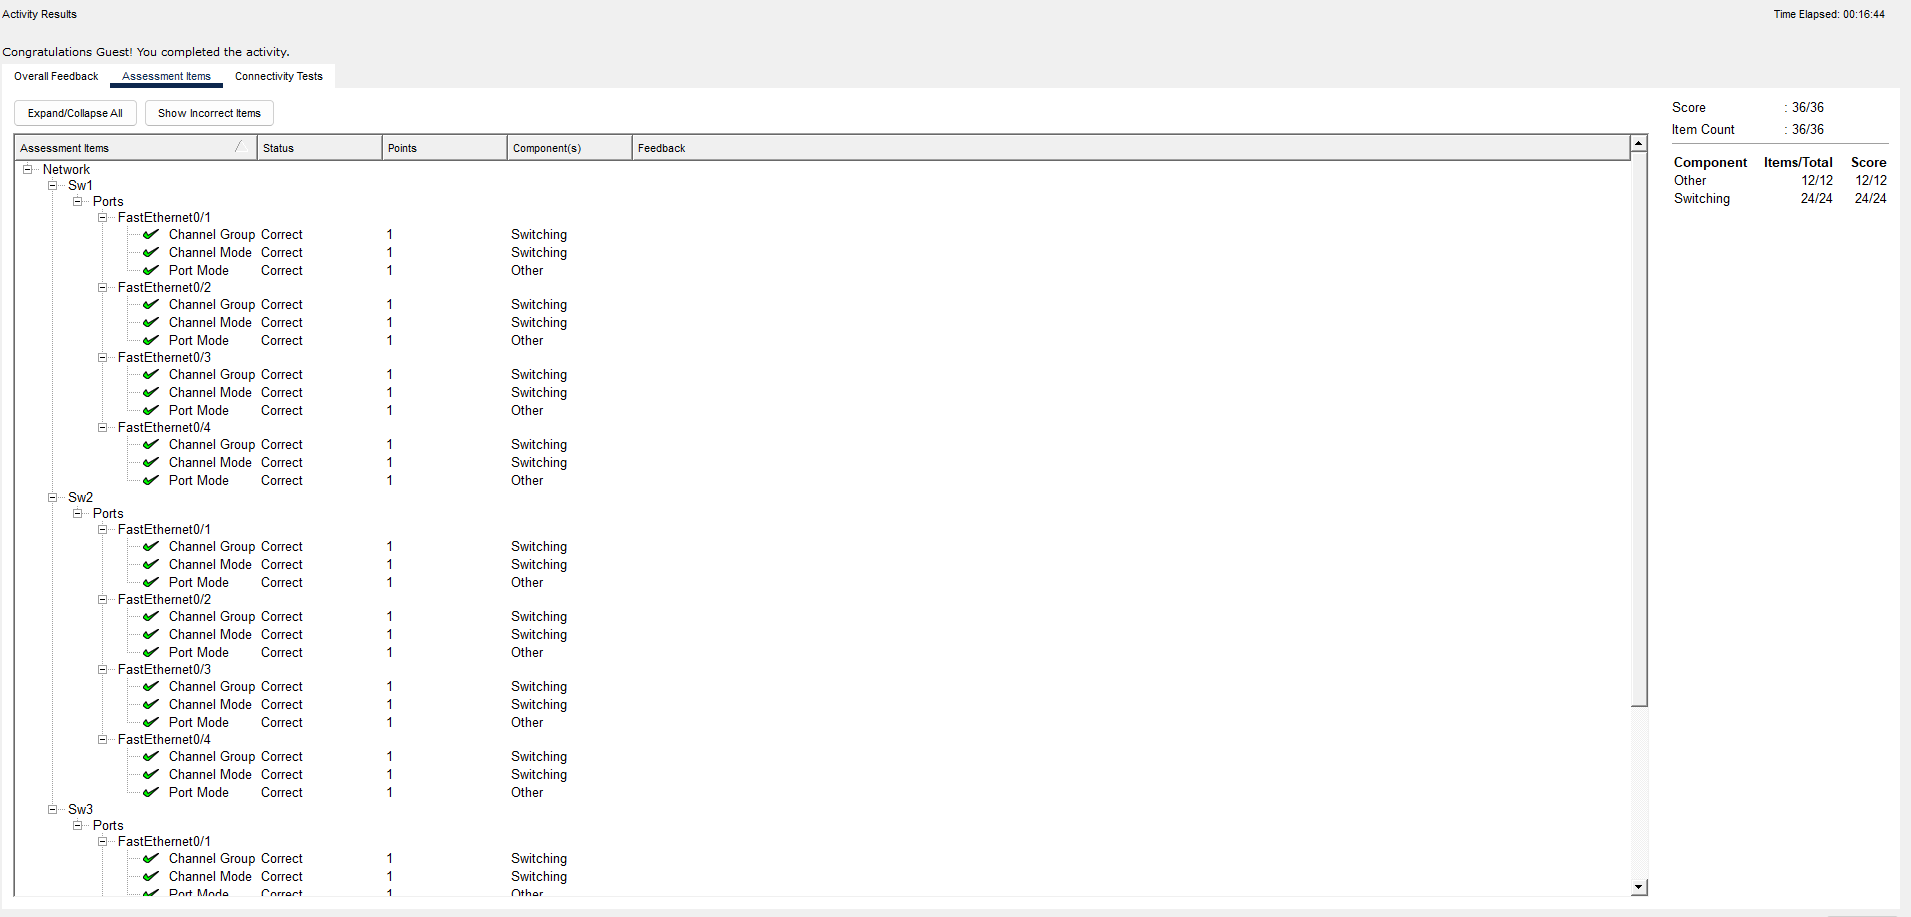 Activity Results
Time Elapsed: 00:16:44
Congratulations Guest! You completed the activity.
Overall Feedback Assessment Items Connectivity Tests
Expand/Collapse All Show Incorrect Items
Score : 36/36
Item Count : 36/36
Component Items/Total Score
Other 12/12 12/12
Switching 24/24 24/24
Assessment Items Status Points Component(s) Feedback
Network
Sw1
Ports
FastEthernet0/1
Channel Group Correct 1 Switching
Channel Mode Correct 1 Switching
Port Mode Correct 1 Other
FastEthernet0/2
Channel Group Correct 1 Switching
Channel Mode Correct 1 Switching
Port Mode Correct 1 Other
FastEthernet0/3
Channel Group Correct 1 Switching
Channel Mode Correct 1 Switching
Port Mode Correct 1 Other
FastEthernet0/4
Channel Group Correct 1 Switching
Channel Mode Correct 1 Switching
Port Mode Correct 1 Other
Sw2
Ports
FastEthernet0/1
Channel Group Correct 1 Switching
Channel Mode Correct 1 Switching
Port Mode Correct 1 Other
FastEthernet0/2
Channel Group Correct 1 Switching
Channel Mode Correct 1 Switching
Port Mode Correct 1 Other
FastEthernet0/3
Channel Group Correct 1 Switching
Channel Mode Correct 1 Switching
Port Mode Correct 1 Other
FastEthernet0/4
Channel Group Correct 1 Switching
Channel Mode Correct 1 Switching
Port Mode Correct 1 Other
Sw3
Ports
FastEthernet0/1
Channel Group Correct 1 Switching
Channel Mode Correct 1 Switching
Port Mode Correct 1 Other